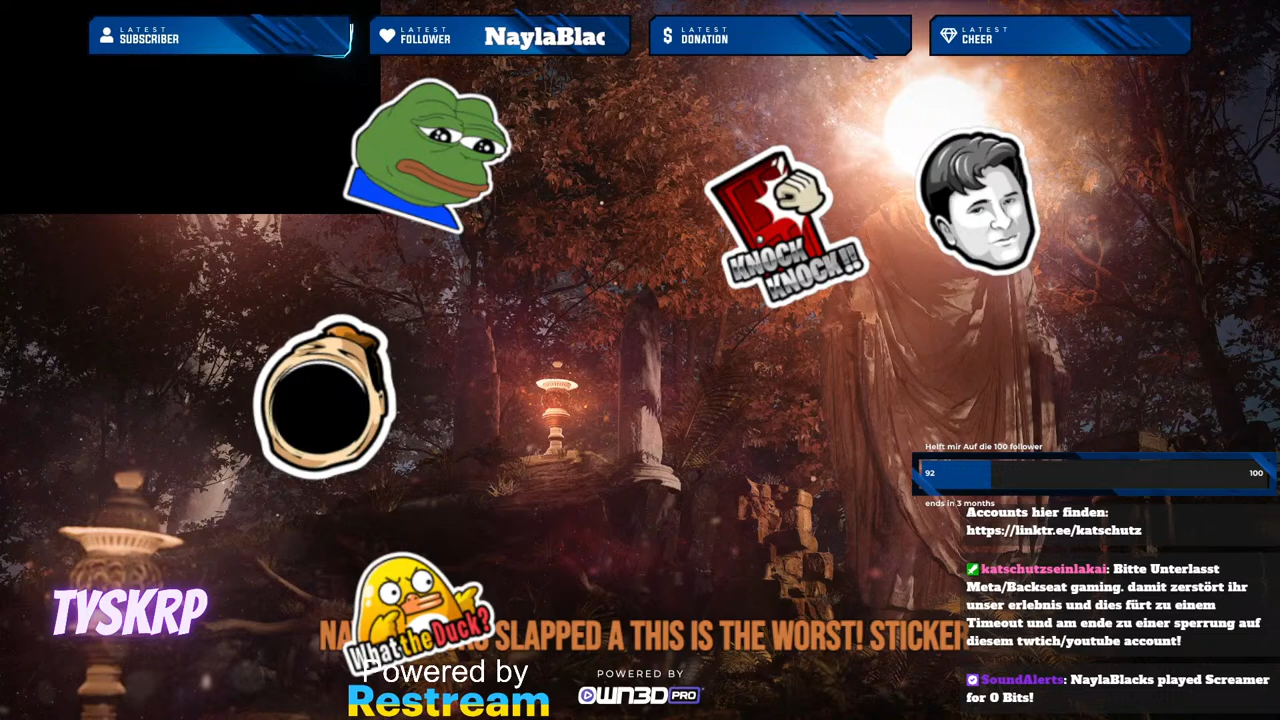 LATEST
SUBSCRIBER
LATEST
FOLLOWER
NaylaBlac
LATEST
DONATION
LATEST
CHEER
KNOCK
KNOCK!!
Helft mir Auf die 100 follower
92
100
ends in 3 months
Accounts hier finden:
https://linktr.ee/katschutz
katschutzseinlakai: Bitte Unterlasst
Meta/Backseat gaming. damit zerstört ihr
unser erlebnis und dies fürt zu einem
Timeout und am ende zu einer sperrung auf
diesem twtich/youtube account!
SoundAlerts: NaylaBlacks played Screamer
for 0 Bits!
TYSKRP
What the Duck?
SLAPPED A THIS IS THE WORST! STICKER
Powered by
Restream
POWERED BY
OWN3D PRO